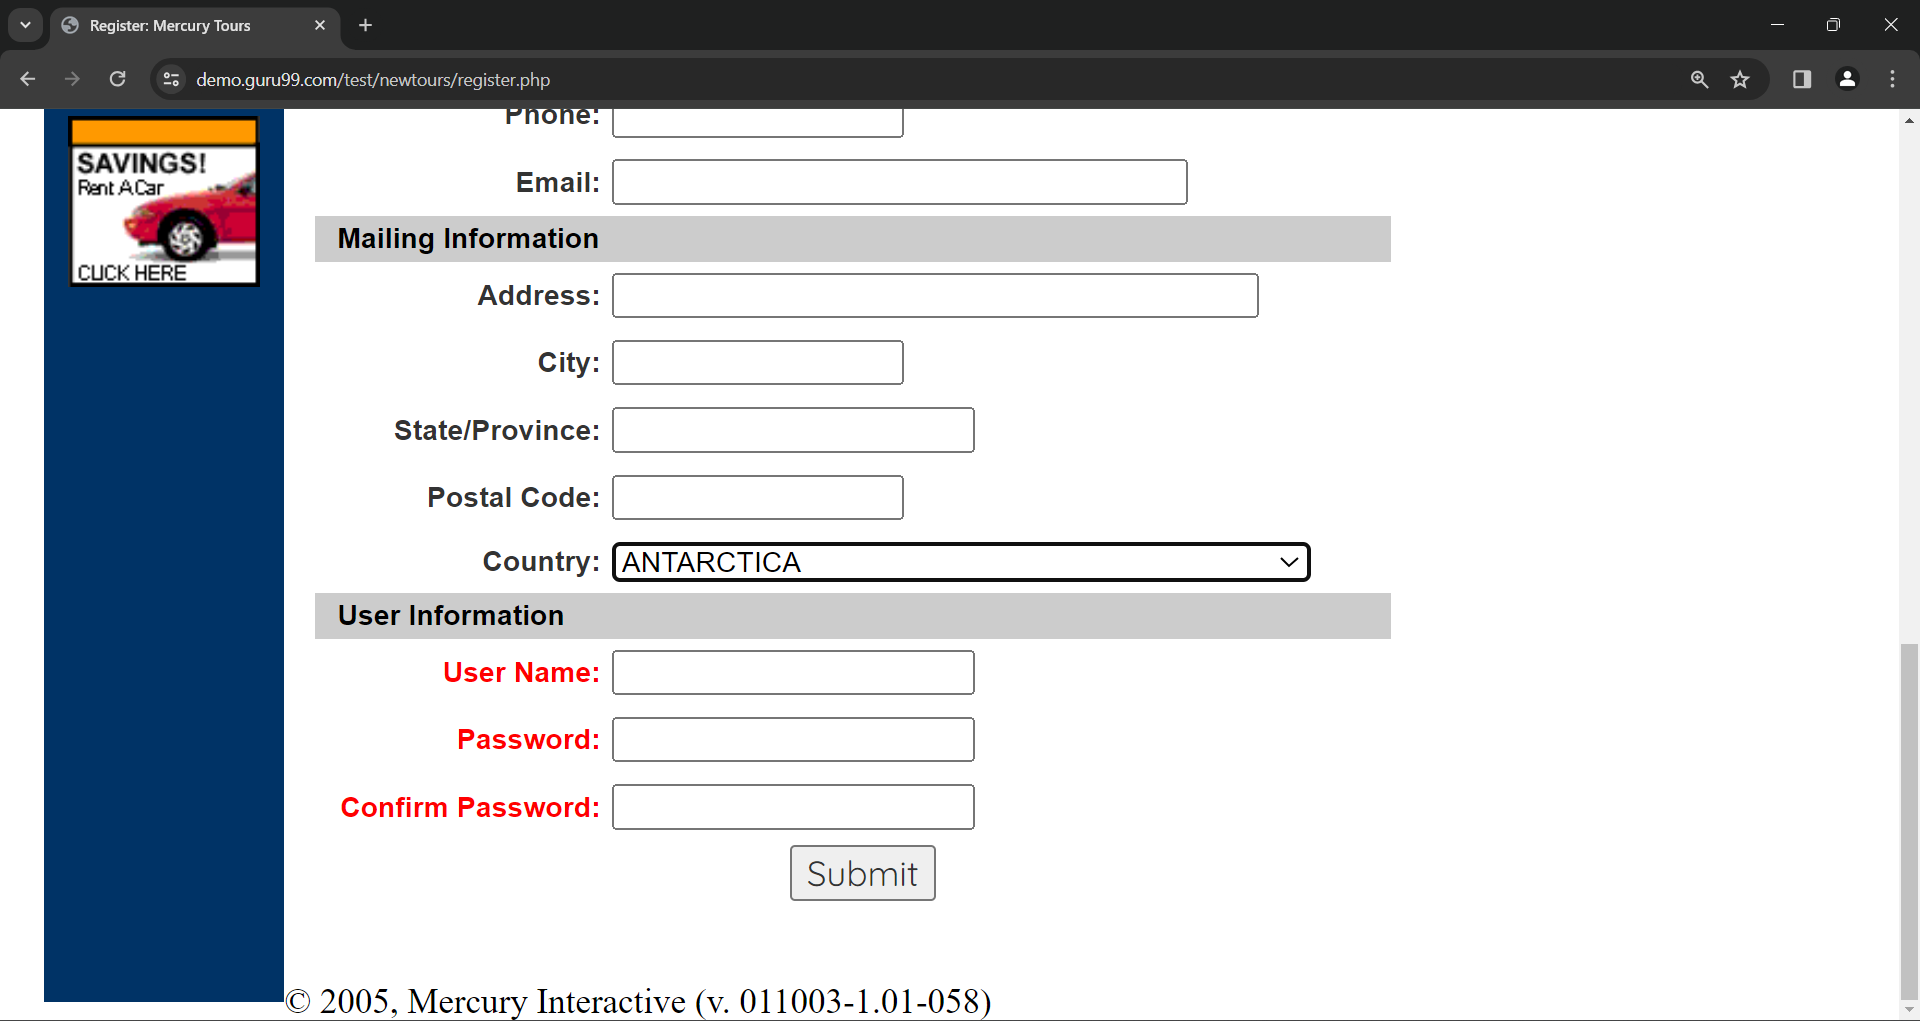 Register: Mercury Tours
demo.guru99.com/test/newtours/register.php
SAVINGS!
Rent A Car
CLICK HERE
Phone:
Email:
Mailing Information
Address:
City:
State/Province:
Postal Code:
Country: ANTARCTICA
User Information
User Name:
Password:
Confirm Password:
Submit
© 2005, Mercury Interactive (v. 011003-1.01-058)